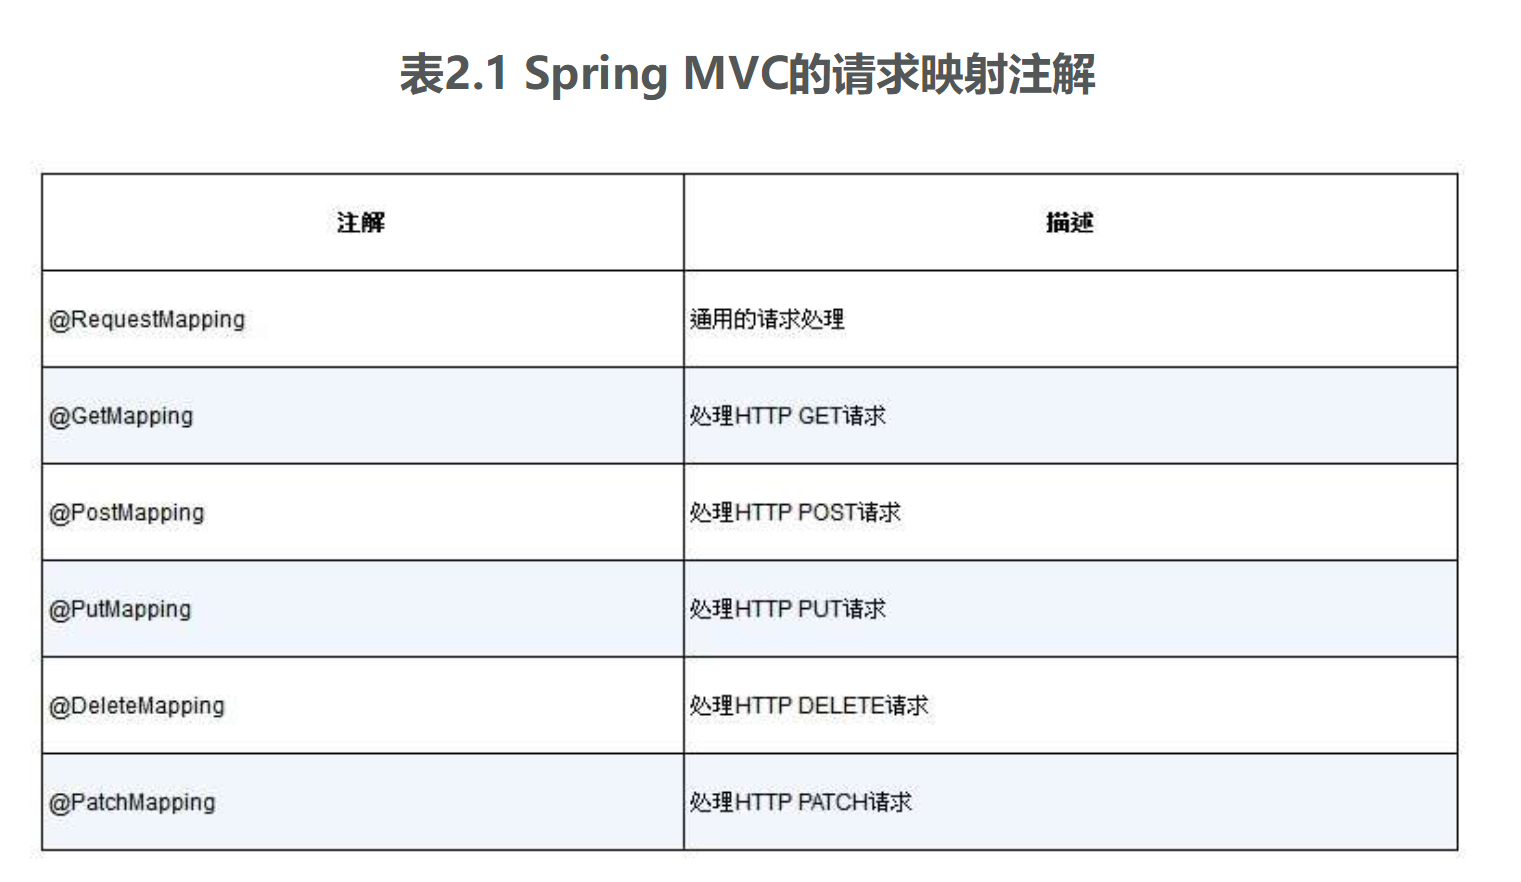 表2.1 Spring MVC的请求映射注解
注解 描述
@RequestMapping 通用的请求处理
@GetMapping 处理HTTP GET请求
@PostMapping 处理HTTP POST请求
@PutMapping 处理HTTP PUT请求
@DeleteMapping 处理HTTP DELETE请求
@PatchMapping 处理HTTP PATCH请求